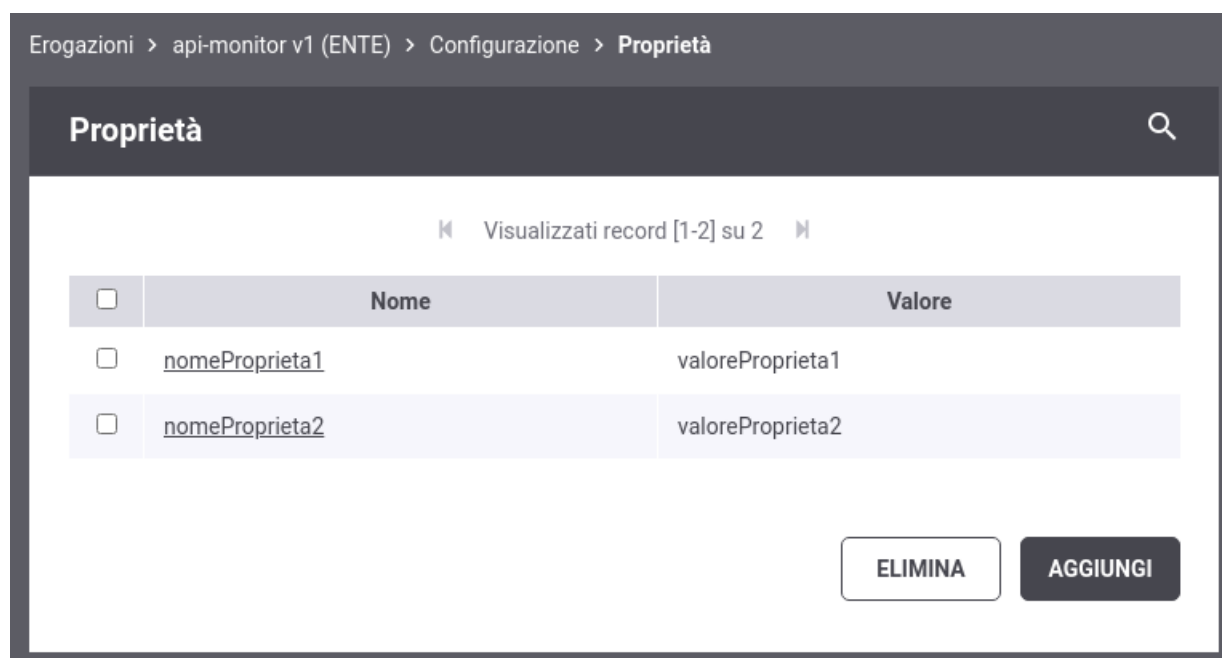 Erogazioni > api-monitor v1 (ENTE) > Configurazione > Proprietà
Proprietà
Visualizzati record [1-2] su 2
Nome Valore
nomeProprieta1 valoreProprieta1
nomeProprieta2 valoreProprieta2
ELIMINA AGGIUNGI